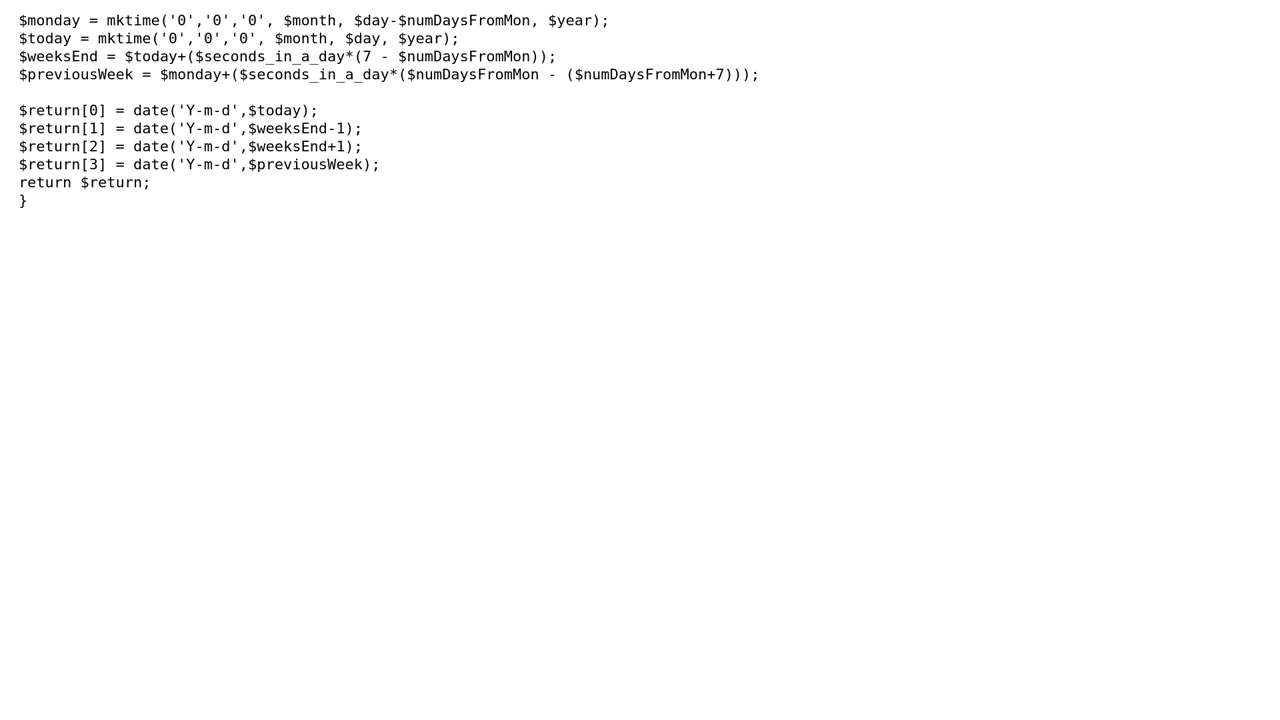 $monday = mktime('0','0','0', $month, $day-$numDaysFromMon, $year);
$today = mktime('0','0','0', $month, $day, $year);
$weeksEnd = $today+($seconds_in_a_day*(7 - $numDaysFromMon));
$previousWeek = $monday+($seconds_in_a_day*($numDaysFromMon - ($numDaysFromMon+7)));

$return[0] = date('Y-m-d',$today);
$return[1] = date('Y-m-d',$weeksEnd-1);
$return[2] = date('Y-m-d',$weeksEnd+1);
$return[3] = date('Y-m-d',$previousWeek);
return $return;
}